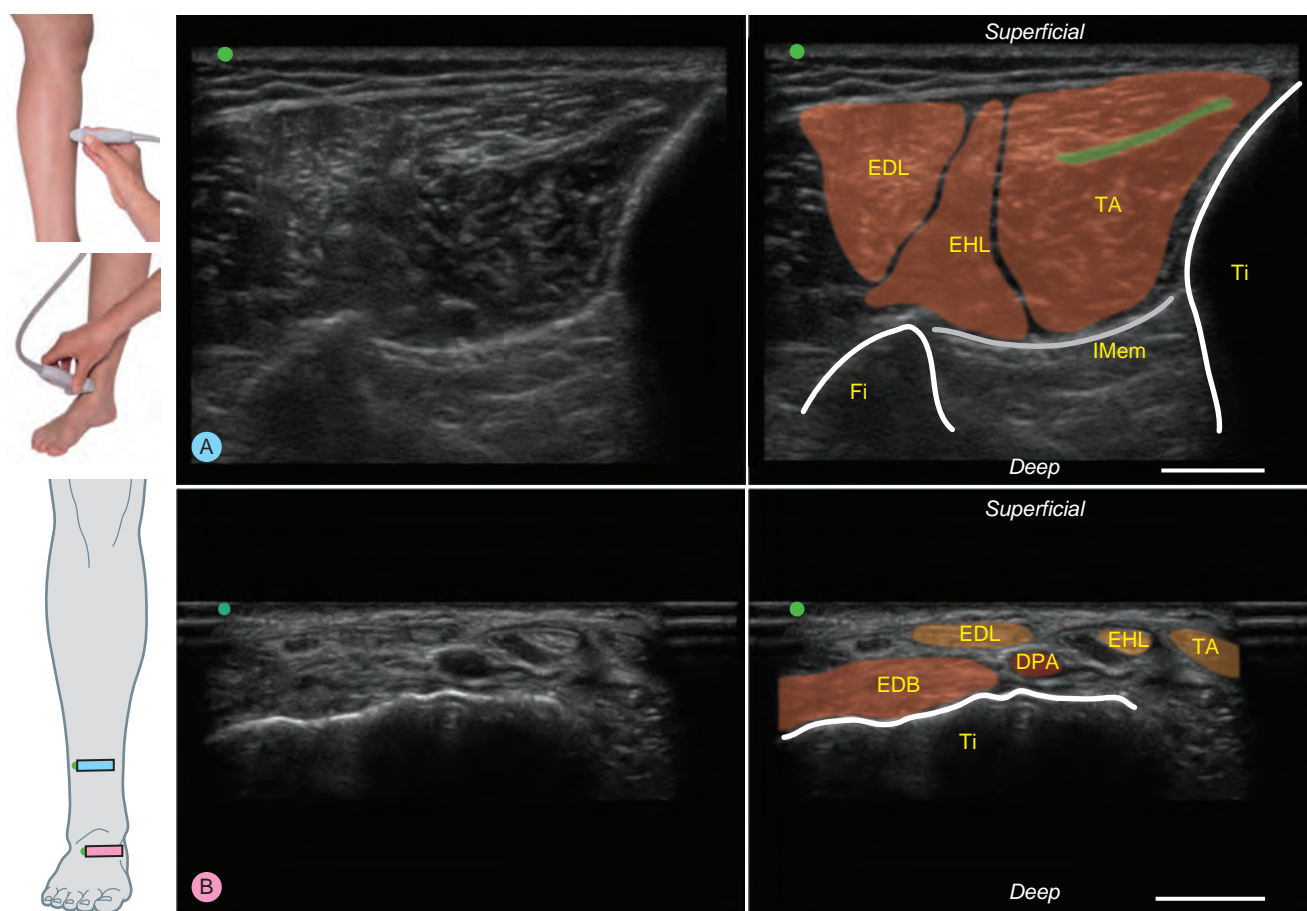 Superficial
EDL
TA
EHL
Ti
IMem
Fi
A
Deep
Superficial
EDL
EHL
TA
DPA
EDB
Ti
B
Deep